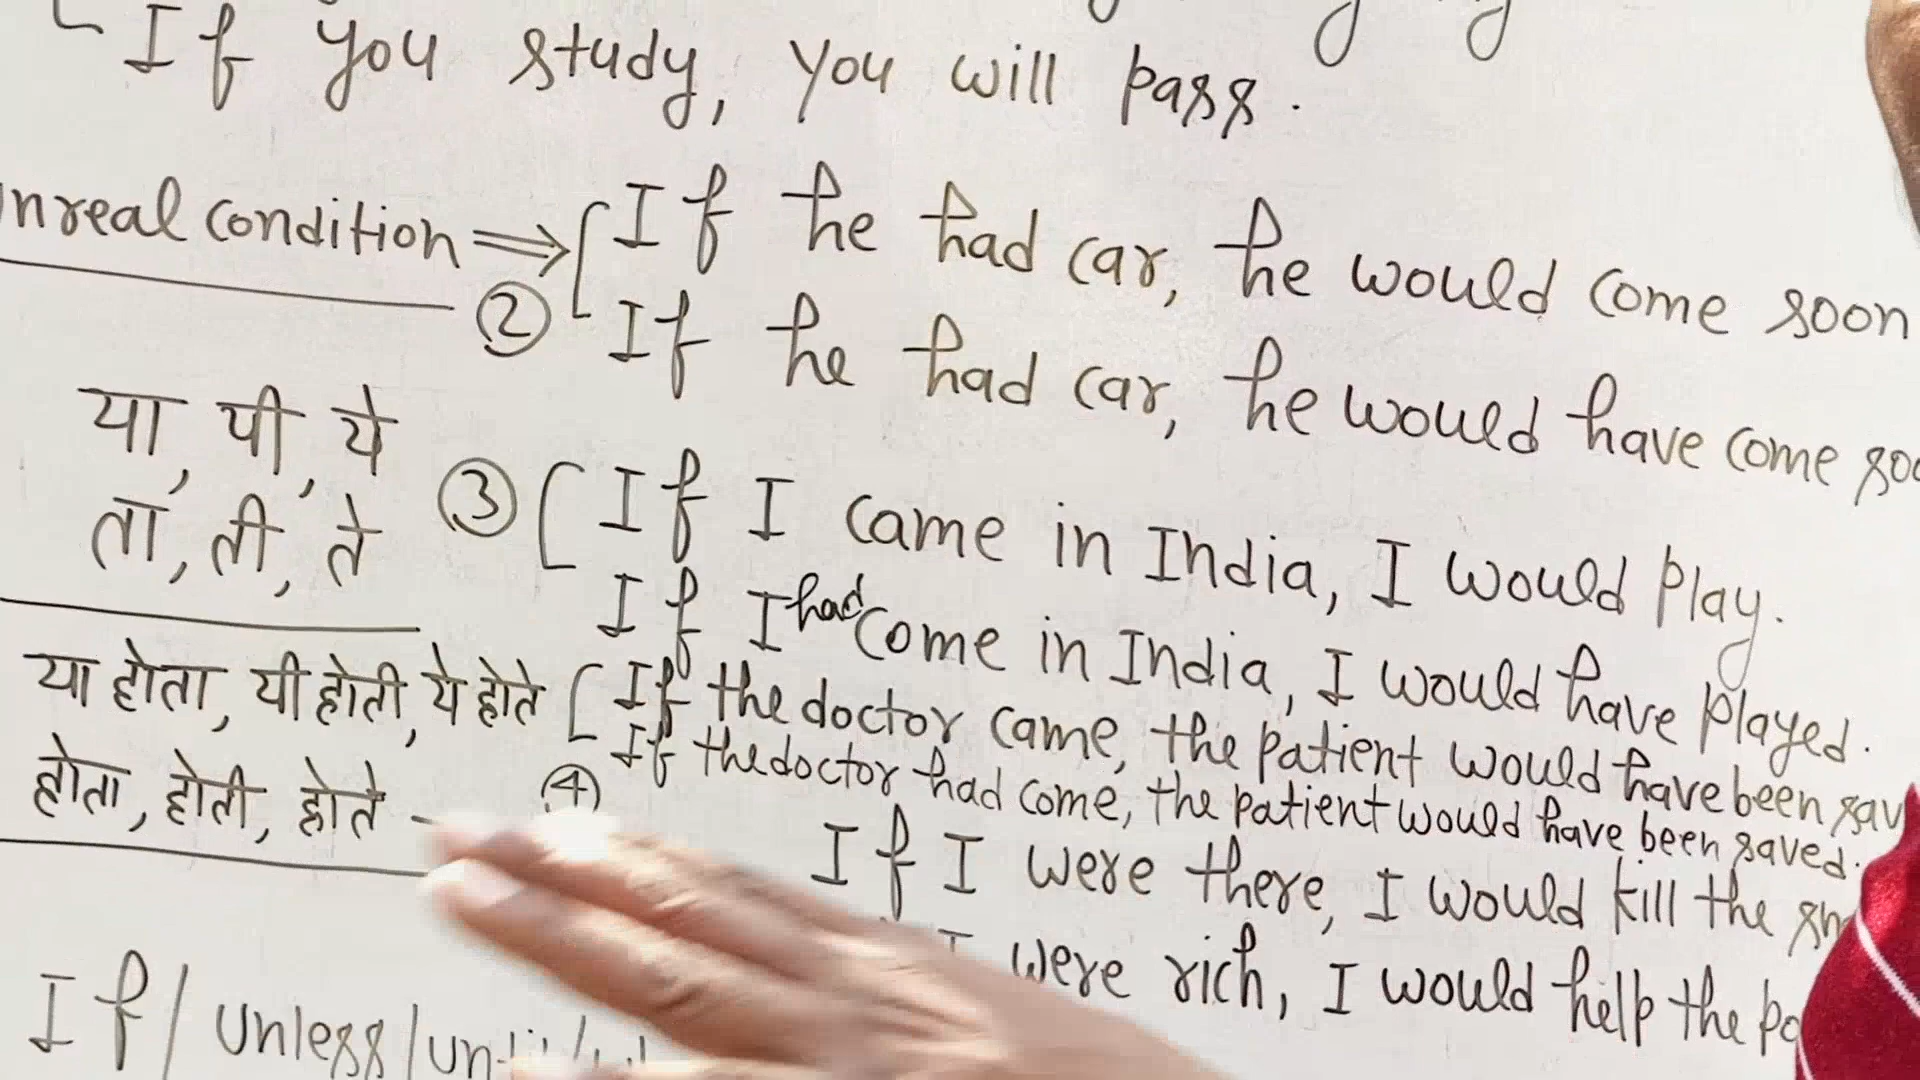 If you study, you will pass.
unreal condition ⇒ If he had car, he would come soon
② If he had car, he would have come
या, यी, ये
ता, ती, ते
③ If I came in India, I would play.
If I had come in India, I would have played.
या होता, यी होती, ये होते
If the doctor came, the patient would have been
होता, होती, होते
④ If the doctor had come, the patient would have been saved.
If I were there, I would kill the
I were rich, I would help the
If / unless /